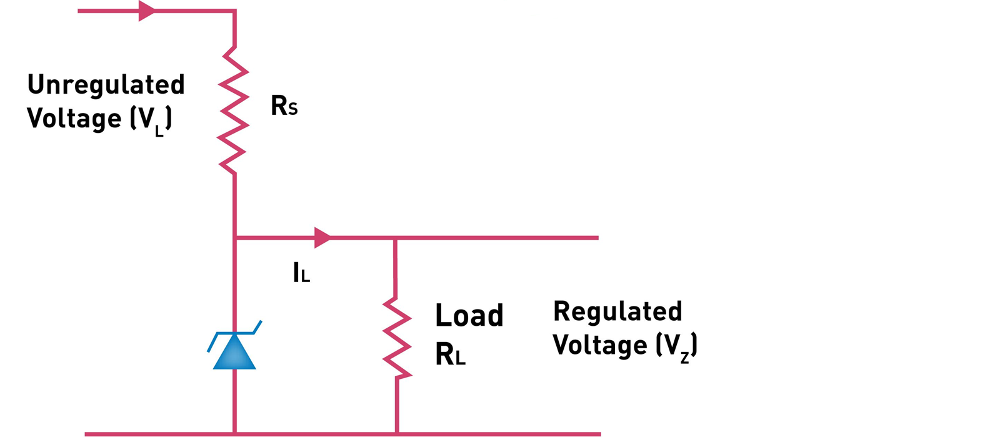 Unregulated
Voltage (VL)
RS
IL
Load
RL
Regulated
Voltage (VZ)